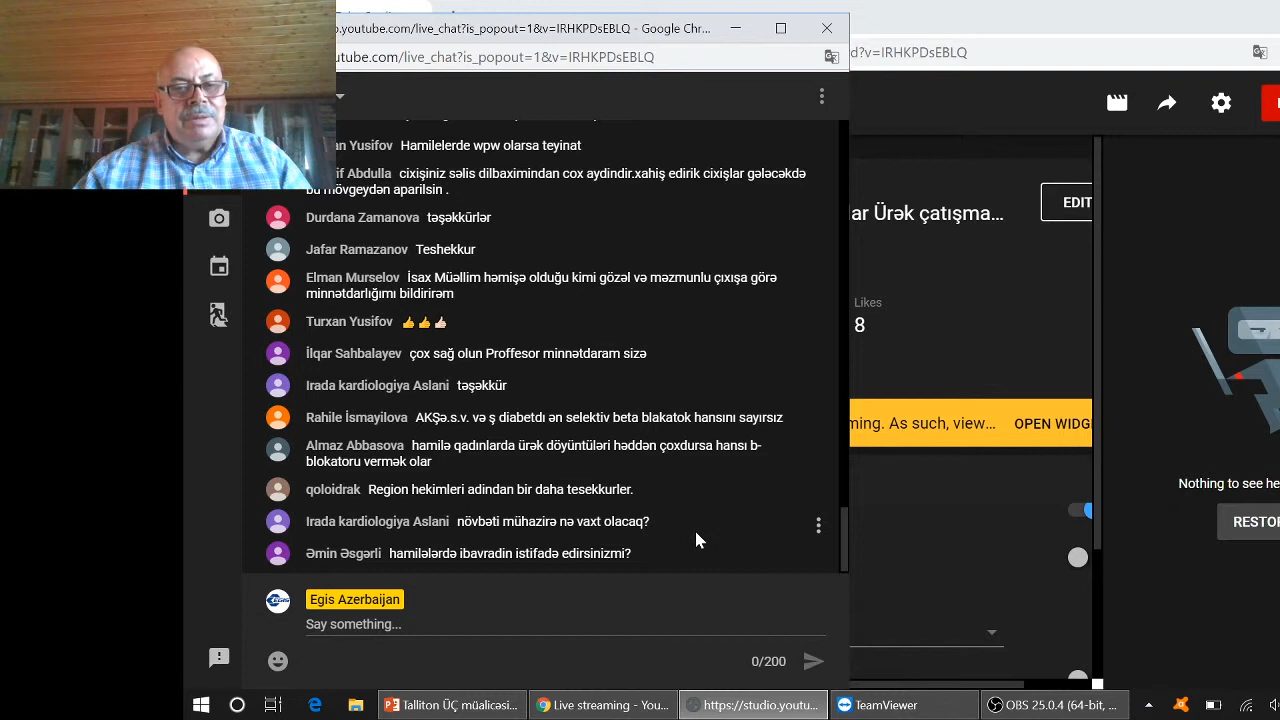 .youtube.com/live_chat?is_popout=1&v=IRHKPDsEBLQ - Google Chr...
utube.com/live_chat?is_popout=1&v=IRHKPDsEBLQ
d?v=IRHKPDsEBLQ
Yusifov Hamilelerde wpw olarsa teyinat
Abdulla cixişiniz səlis dilbaximindan cox aydindir.xahiş edirik cixişlar gələcəkdə
bu mövgeydən aparilsin .
Durdana Zamanova təşəkkürlər
Jafar Ramazanov Teshekkur
Elman Murselov İsax Müəllim həmişə olduğu kimi gözəl və məzmunlu çıxışa görə
minnətdarlığımı bildirirəm
Turxan Yusifov 👍👍👍🏻
İlqar Sahbalayev çox sağ olun Proffesor minnətdaram sizə
Irada kardiologiya Aslani təşəkkür
Rahile İsmayilova AKŞə.s.v. və ş diabetdı ən selektiv beta blakatok hansını sayırsız
Almaz Abbasova hamilə qadınlarda ürək döyüntüləri həddən çoxdursa hansı b-
blokatoru vermək olar
qoloidrak Region hekimleri adindan bir daha tesekkurler.
Irada kardiologiya Aslani növbəti mühazirə nə vaxt olacaq?
Əmin Əsgərli hamilələrdə ibavradin istifadə edirsinizmi?
EGIS
Egis Azerbaijan
Say something...
0/200
EDIT
lar Ürək çatışma...
Likes
8
ming. As such, view...
OPEN WIDG
Nothing to see he
RESTO
Talliton ÜÇ müalicəsi...
Live streaming - You...
https://studio.youtu...
TeamViewer
OBS 25.0.4 (64-bit, ...